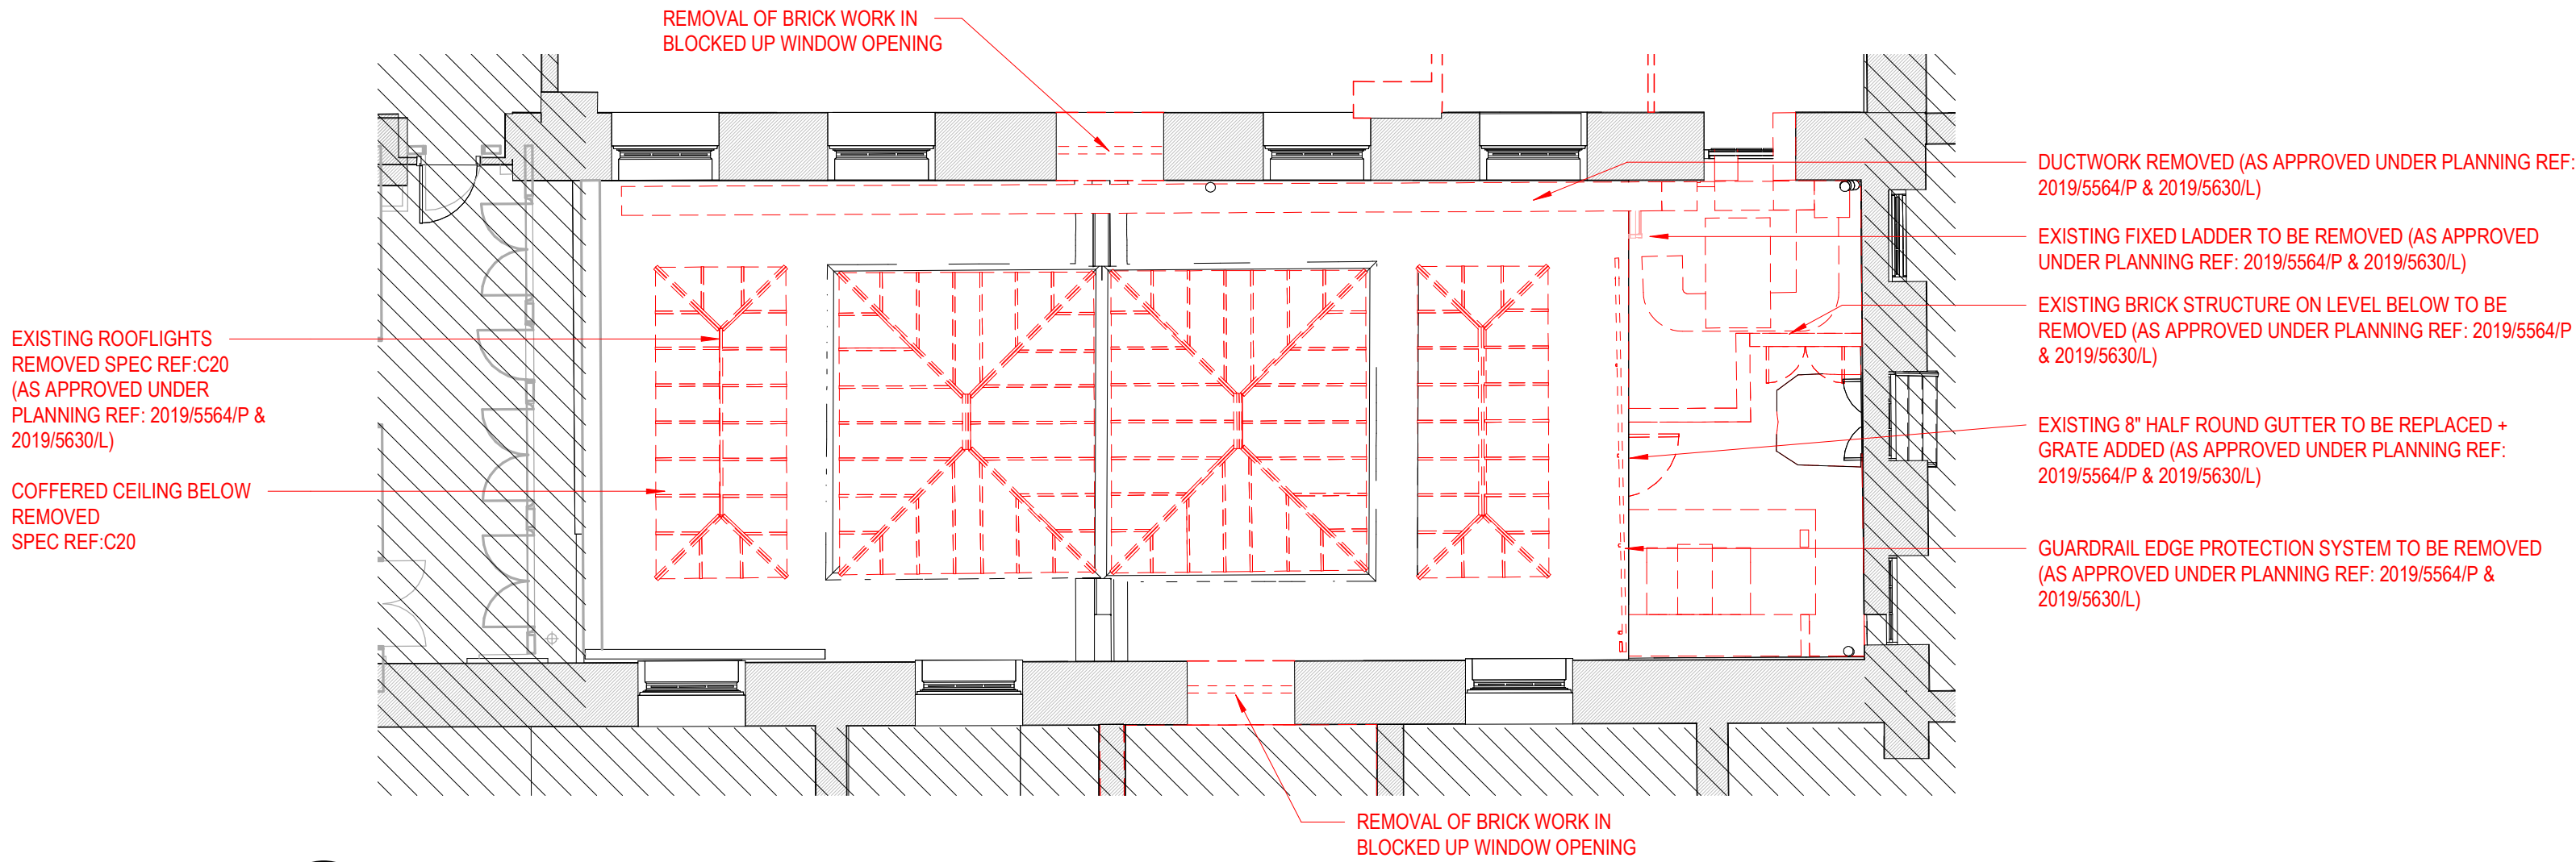 REMOVAL OF BRICK WORK IN
BLOCKED UP WINDOW OPENING
DUCTWORK REMOVED (AS APPROVED UNDER PLANNING REF:
2019/5564/P & 2019/5630/L)
EXISTING FIXED LADDER TO BE REMOVED (AS APPROVED
UNDER PLANNING REF: 2019/5564/P & 2019/5630/L)
EXISTING BRICK STRUCTURE ON LEVEL BELOW TO BE
REMOVED (AS APPROVED UNDER PLANNING REF: 2019/5564/P
& 2019/5630/L)
EXISTING ROOFLIGHTS
REMOVED SPEC REF:C20
(AS APPROVED UNDER
PLANNING REF: 2019/5564/P &
2019/5630/L)
EXISTING 8" HALF ROUND GUTTER TO BE REPLACED +
GRATE ADDED (AS APPROVED UNDER PLANNING REF:
2019/5564/P & 2019/5630/L)
COFFERED CEILING BELOW
REMOVED
SPEC REF:C20
GUARDRAIL EDGE PROTECTION SYSTEM TO BE REMOVED
(AS APPROVED UNDER PLANNING REF: 2019/5564/P &
2019/5630/L)
REMOVAL OF BRICK WORK IN
BLOCKED UP WINDOW OPENING